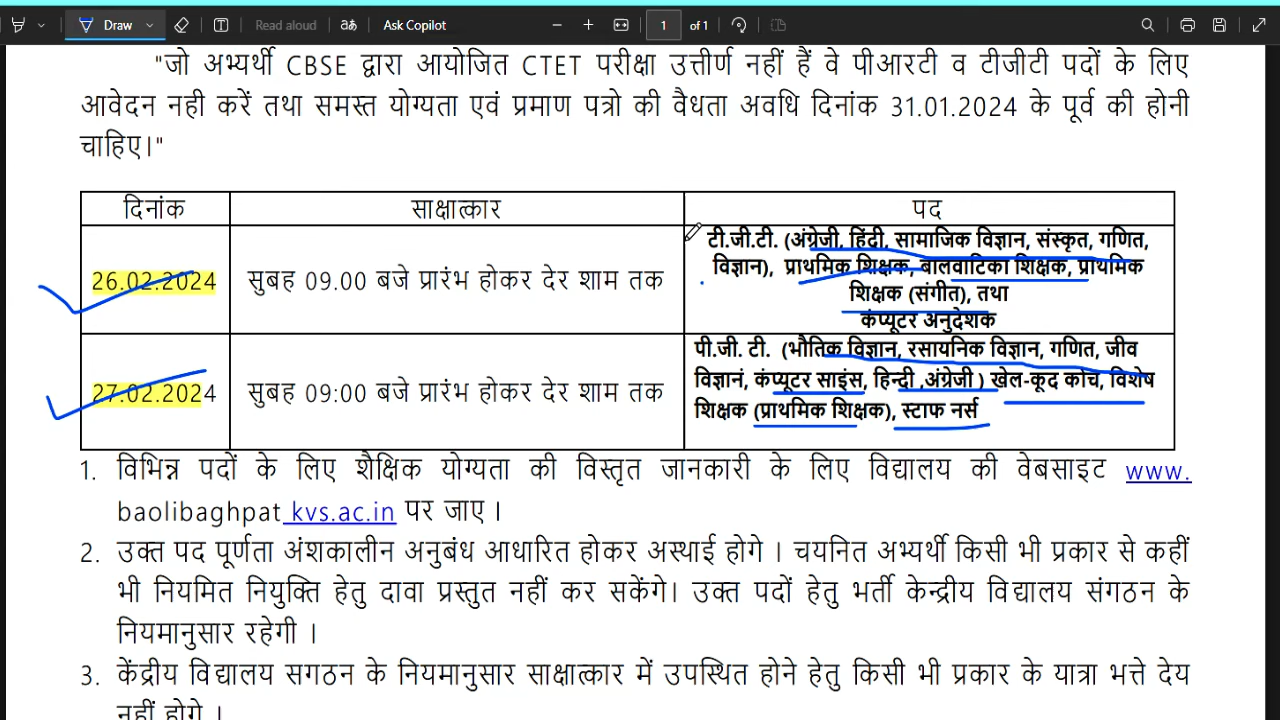 Draw
Read aloud
aあ
Ask Copilot
1 of 1
"जो अभ्यर्थी CBSE द्वारा आयोजित CTET परीक्षा उत्तीर्ण नहीं हैं वे पीआरटी व टीजीटी पदों के लिए
आवेदन नही करें तथा समस्त योग्यता एवं प्रमाण पत्रो की वैधता अवधि दिनांक 31.01.2024 के पूर्व की होनी
चाहिए।"
दिनांक साक्षात्कार पद
26.02.2024 सुबह 09.00 बजे प्रारंभ होकर देर शाम तक
टी.जी.टी. (अंग्रेजी, हिंदी, सामाजिक विज्ञान, संस्कृत, गणित,
विज्ञान), प्राथमिक शिक्षक, बालवाटिका शिक्षक, प्राथमिक
शिक्षक (संगीत), तथा
कंप्यूटर अनुदेशक
27.02.2024 सुबह 09:00 बजे प्रारंभ होकर देर शाम तक
पी.जी. टी. (भौतिक विज्ञान, रसायनिक विज्ञान, गणित, जीव
विज्ञानं, कंप्यूटर साइंस, हिन्दी ,अंग्रेजी ) खेल-कूद कोच, विशेष
शिक्षक (प्राथमिक शिक्षक), स्टाफ नर्स
1. विभिन्न पदों के लिए शैक्षिक योग्यता की विस्तृत जानकारी के लिए विद्यालय की वेबसाइट www.
baolibaghpat kvs.ac.in पर जाए ।
2. उक्त पद पूर्णता अंशकालीन अनुबंध आधारित होकर अस्थाई होगे । चयनित अभ्यर्थी किसी भी प्रकार से कहीं
भी नियमित नियुक्ति हेतु दावा प्रस्तुत नहीं कर सकेंगे। उक्त पदों हेतु भर्ती केन्द्रीय विद्यालय संगठन के
नियमानुसार रहेगी ।
3. केंद्रीय विद्यालय सगठन के नियमानुसार साक्षात्कार में उपस्थित होने हेतु किसी भी प्रकार के यात्रा भत्ते देय
नहीं होगे ।